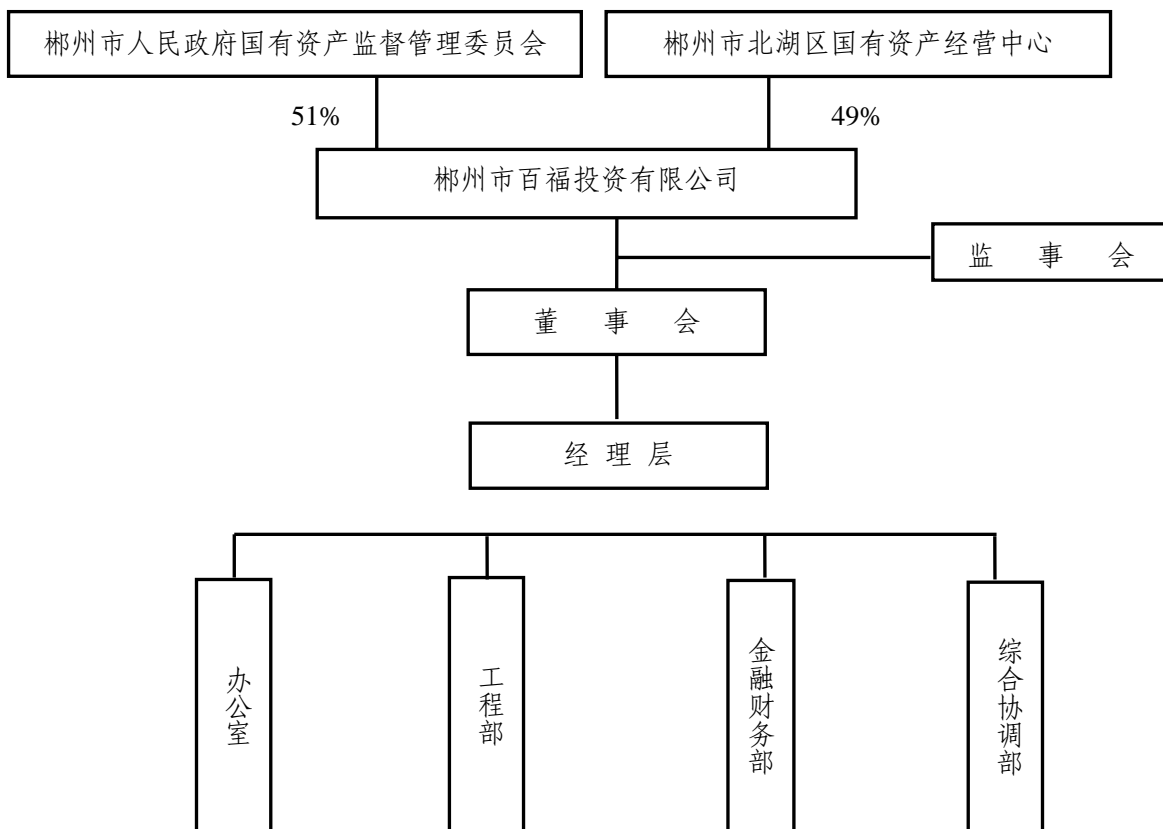 郴州市人民政府国有资产监督管理委员会
郴州市北湖区国有资产经营中心
51%
49%
郴州市百福投资有限公司
监 事 会
董 事 会
经 理 层
办公室
工程部
金融财务部
综合协调部